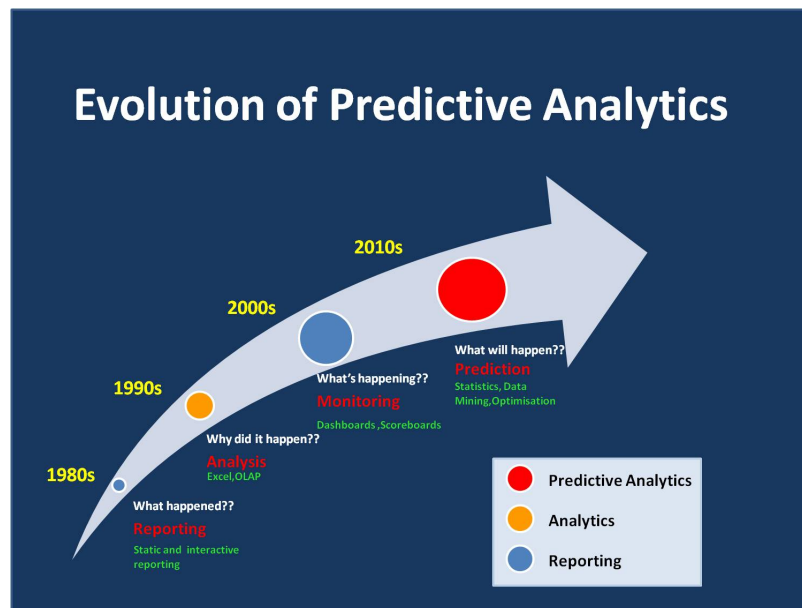 Evolution of Predictive Analytics
2010s
2000s
What will happen??
Prediction
Statistics, Data
Mining,Optimisation
1990s
What's happening??
Monitoring
Dashboards ,Scoreboards
1980s
Why did it happen??
Analysis
Excel,OLAP
What happened??
Reporting
Static and interactive
reporting
Predictive Analytics
Analytics
Reporting